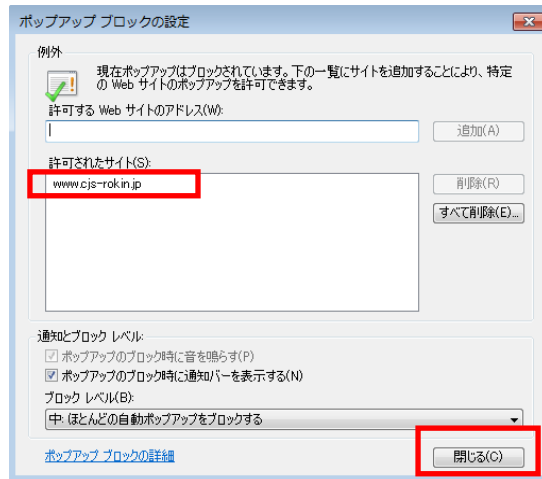 ポップアップ ブロックの設定
例外
現在ポップアップはブロックされています。下の一覧にサイトを追加することにより、特定
の Web サイトのポップアップを許可できます。
許可する Web サイトのアドレス(W):
追加(A)
許可されたサイト(S):
www.cjs-rokin.jp
削除(R)
すべて削除(E)...
通知とブロック レベル:
ポップアップのブロック時に音を鳴らす(P)
ポップアップのブロック時に通知バーを表示する(N)
ブロック レベル(B):
中: ほとんどの自動ポップアップをブロックする
ポップアップ ブロックの詳細
閉じる(C)